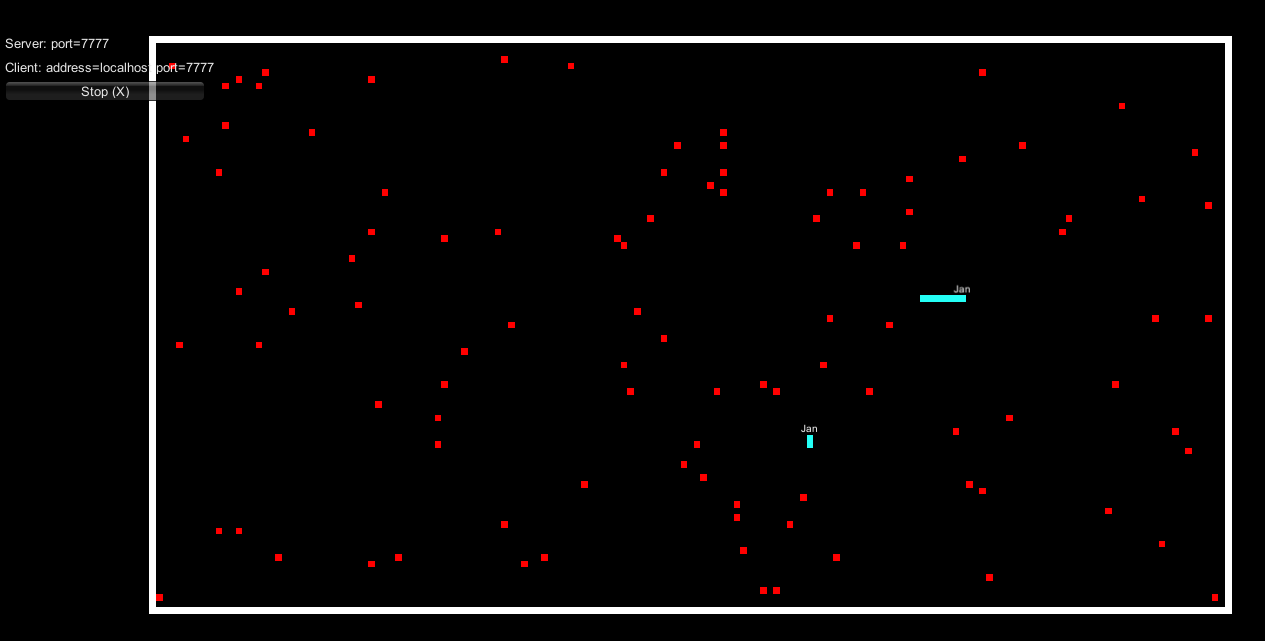 Server: port=7777
Client: address=localhost port=7777
Stop (X)
Jan
Jan